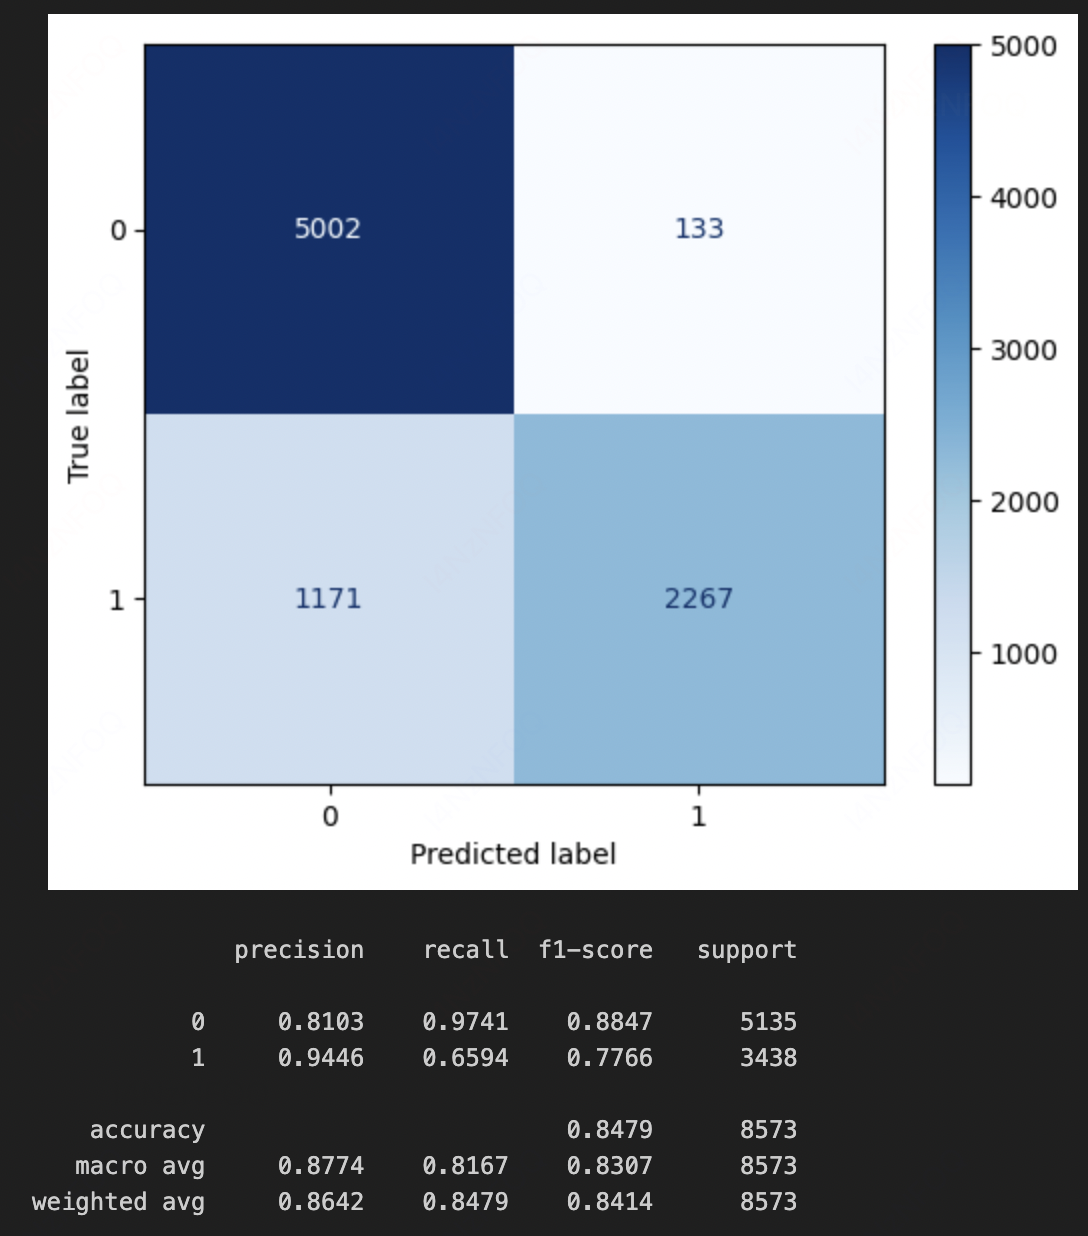 5000
5002 133
0
4000
3000
True label
2000
1171 2267
1
1000
0 1
Predicted label
precision recall f1-score support
0 0.8103 0.9741 0.8847 5135
1 0.9446 0.6594 0.7766 3438
accuracy 0.8479 8573
macro avg 0.8774 0.8167 0.8307 8573
weighted avg 0.8642 0.8479 0.8414 8573